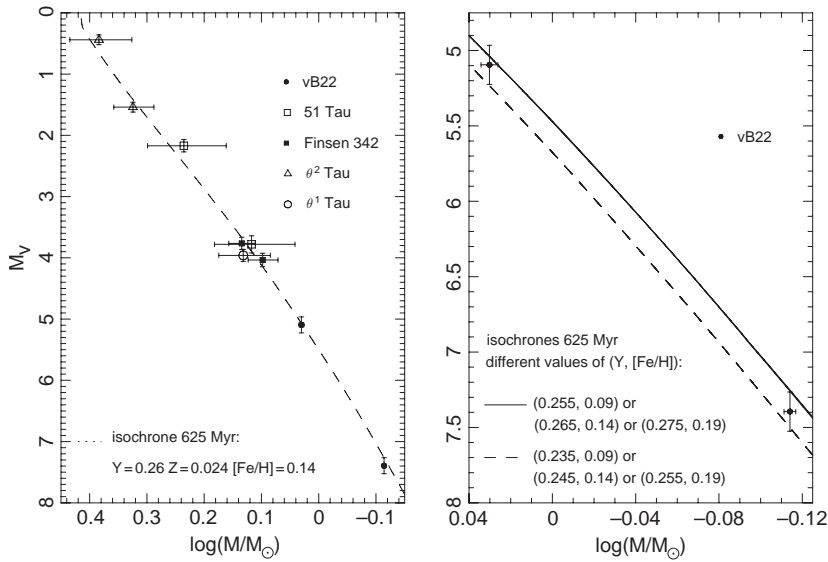 0
1
2
3
4
5
6
7
8
M_V
0.4 0.3 0.2 0.1 0 −0.1
log(M/M⊙)
vB22
51 Tau
Finsen 342
θ² Tau
θ¹ Tau
isochrone 625 Myr:
Y=0.26 Z=0.024 [Fe/H]=0.14
5
5.5
6
6.5
7
7.5
8
0.04 0 −0.04 −0.08 −0.12
log(M/M⊙)
vB22
isochrones 625 Myr
different values of (Y, [Fe/H]):
(0.255, 0.09) or
(0.265, 0.14) or (0.275, 0.19)
(0.235, 0.09) or
(0.245, 0.14) or (0.255, 0.19)